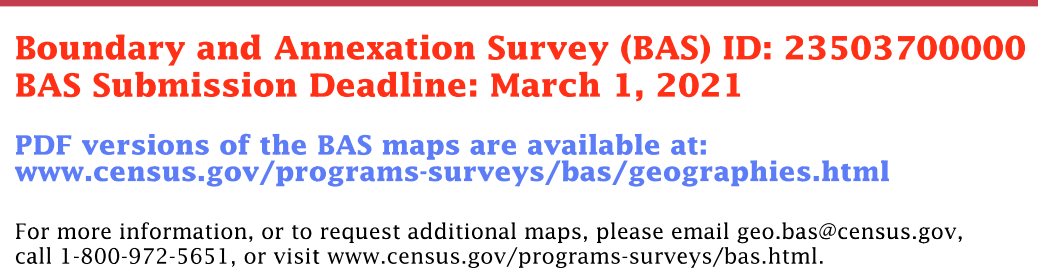 Boundary and Annexation Survey (BAS) ID: 23503700000
BAS Submission Deadline: March 1, 2021
PDF versions of the BAS maps are available at:
www.census.gov/programs-surveys/bas/geographies.html
For more information, or to request additional maps, please email geo.bas@census.gov,
call 1-800-972-5651, or visit www.census.gov/programs-surveys/bas.html.